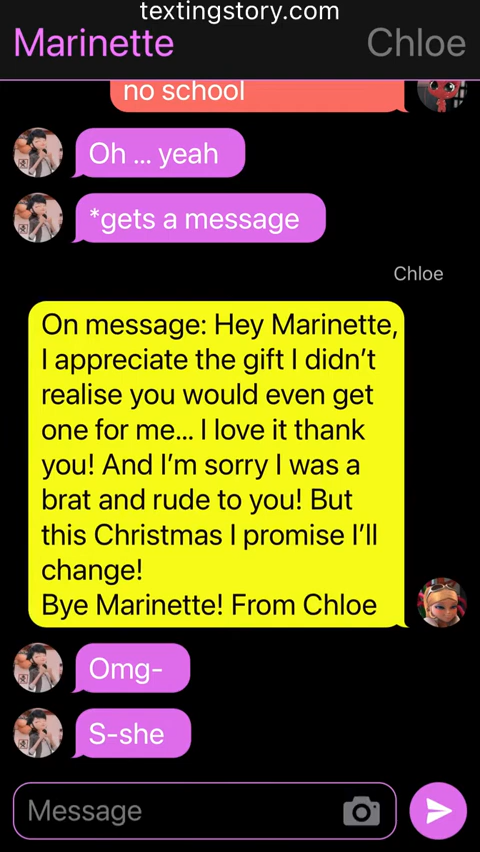 textingstory.com
Marinette
Chloe
no school
Oh ... yeah
*gets a message
Chloe
On message: Hey Marinette,
I appreciate the gift I didn’t
realise you would even get
one for me... I love it thank
you! And I’m sorry I was a
brat and rude to you! But
this Christmas I promise I’ll
change!
Bye Marinette! From Chloe
Omg-
S-she
Message